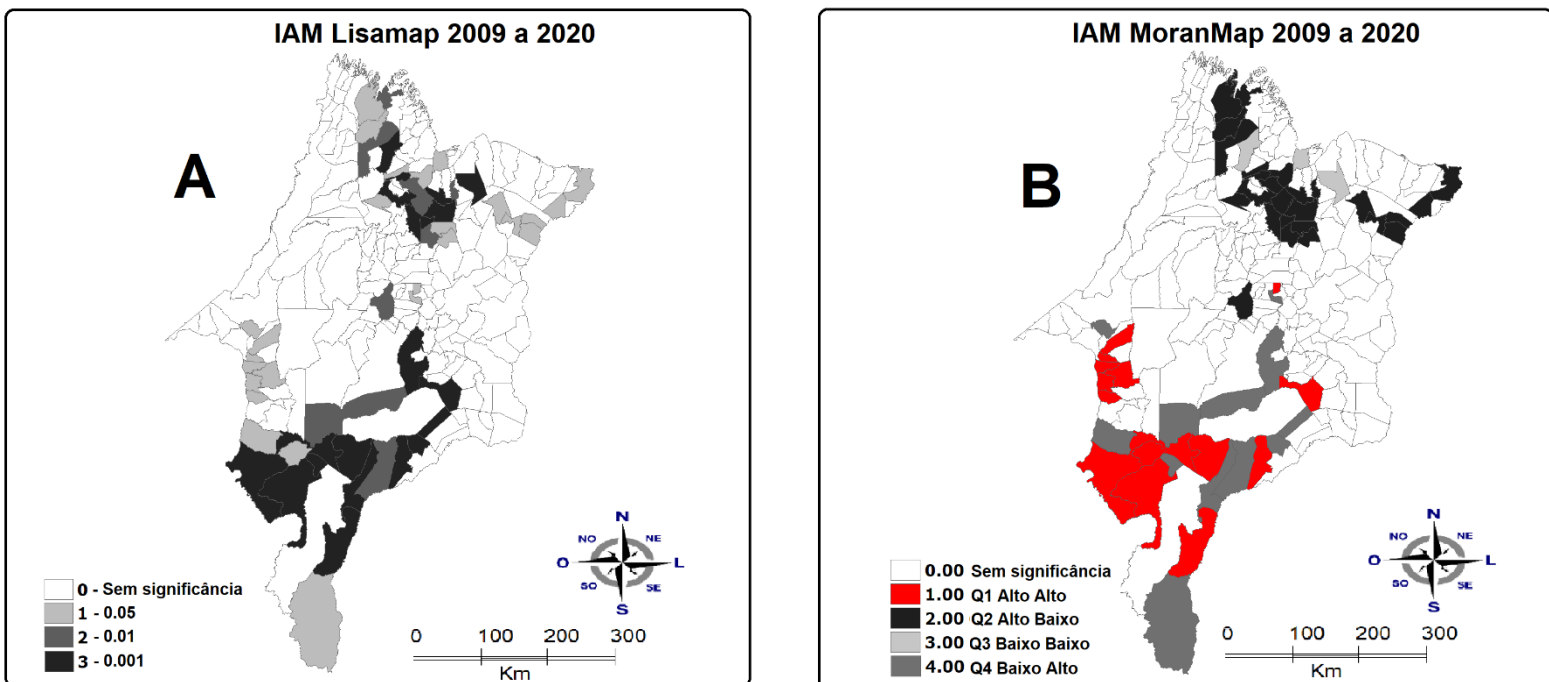 IAM Lisamap 2009 a 2020
A
N
NO NE
O L
SO SE
S
0 - Sem significância
1 - 0.05
2 - 0.01
3 - 0.001
0 100 200 300
Km
IAM MoranMap 2009 a 2020
B
N
NO NE
O L
SO SE
S
0.00 Sem significância
1.00 Q1 Alto Alto
2.00 Q2 Alto Baixo
3.00 Q3 Baixo Baixo
4.00 Q4 Baixo Alto
0 100 200 300
Km